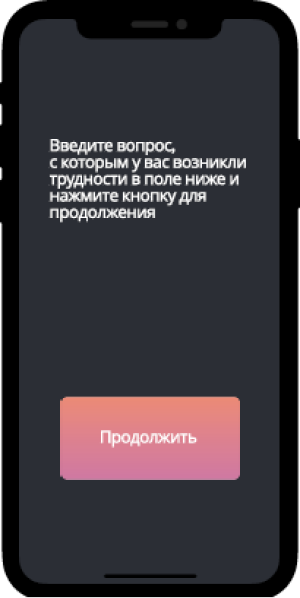 Введите вопрос,
с которым у вас возникли
трудности в поле ниже и
нажмите кнопку для
продолжения
Продолжить